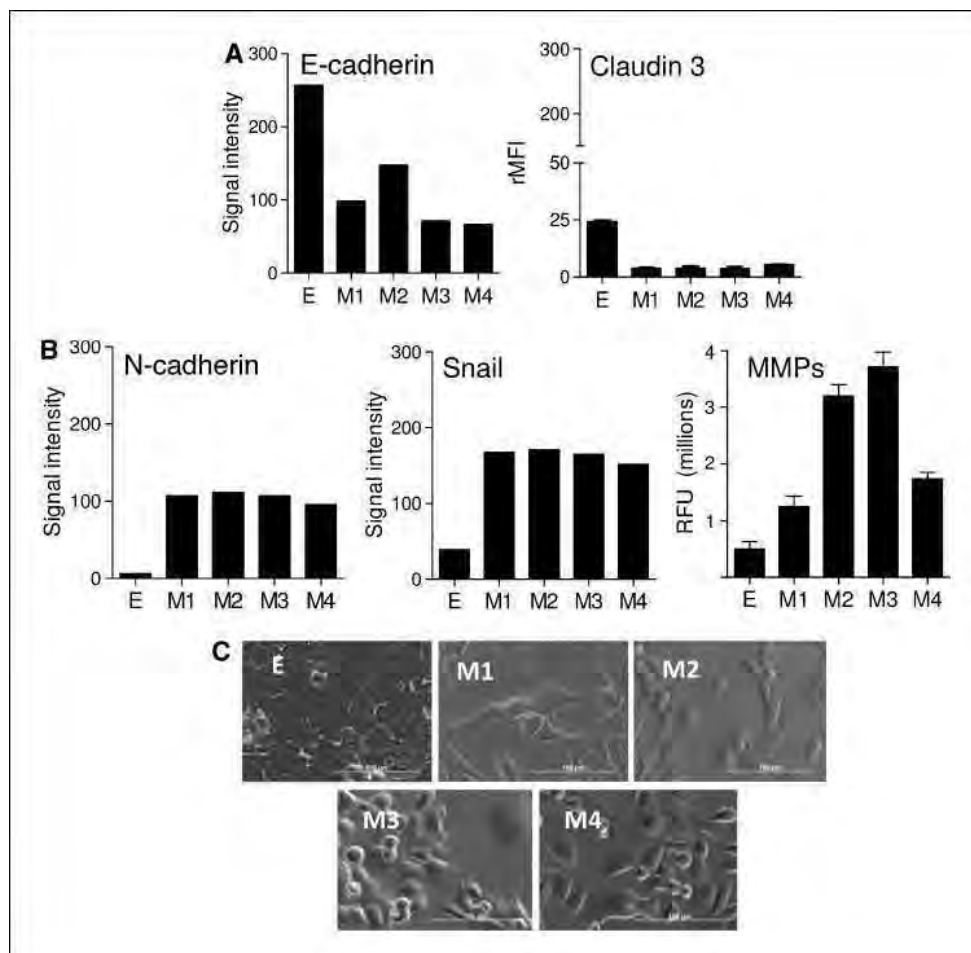 A
E-cadherin
Signal intensity
300
200
100
0
E M1 M2 M3 M4
Claudin 3
rMFI
300
200
50
25
0
E M1 M2 M3 M4
B
N-cadherin
Signal intensity
300
200
100
0
E M1 M2 M3 M4
Snail
Signal intensity
300
200
100
0
E M1 M2 M3 M4
MMPs
RFU (millions)
4
3
2
1
E M1 M2 M3 M4
C
E
M1
M2
M3
M4